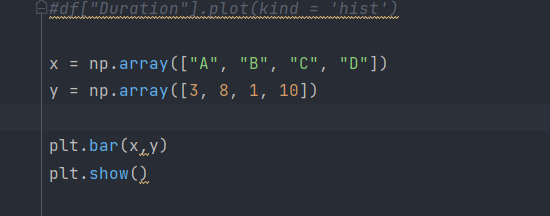 #df["Duration"].plot(kind = 'hist')
x = np.array(["A", "B", "C", "D"])
y = np.array([3, 8, 1, 10])
plt.bar(x,y)
plt.show()